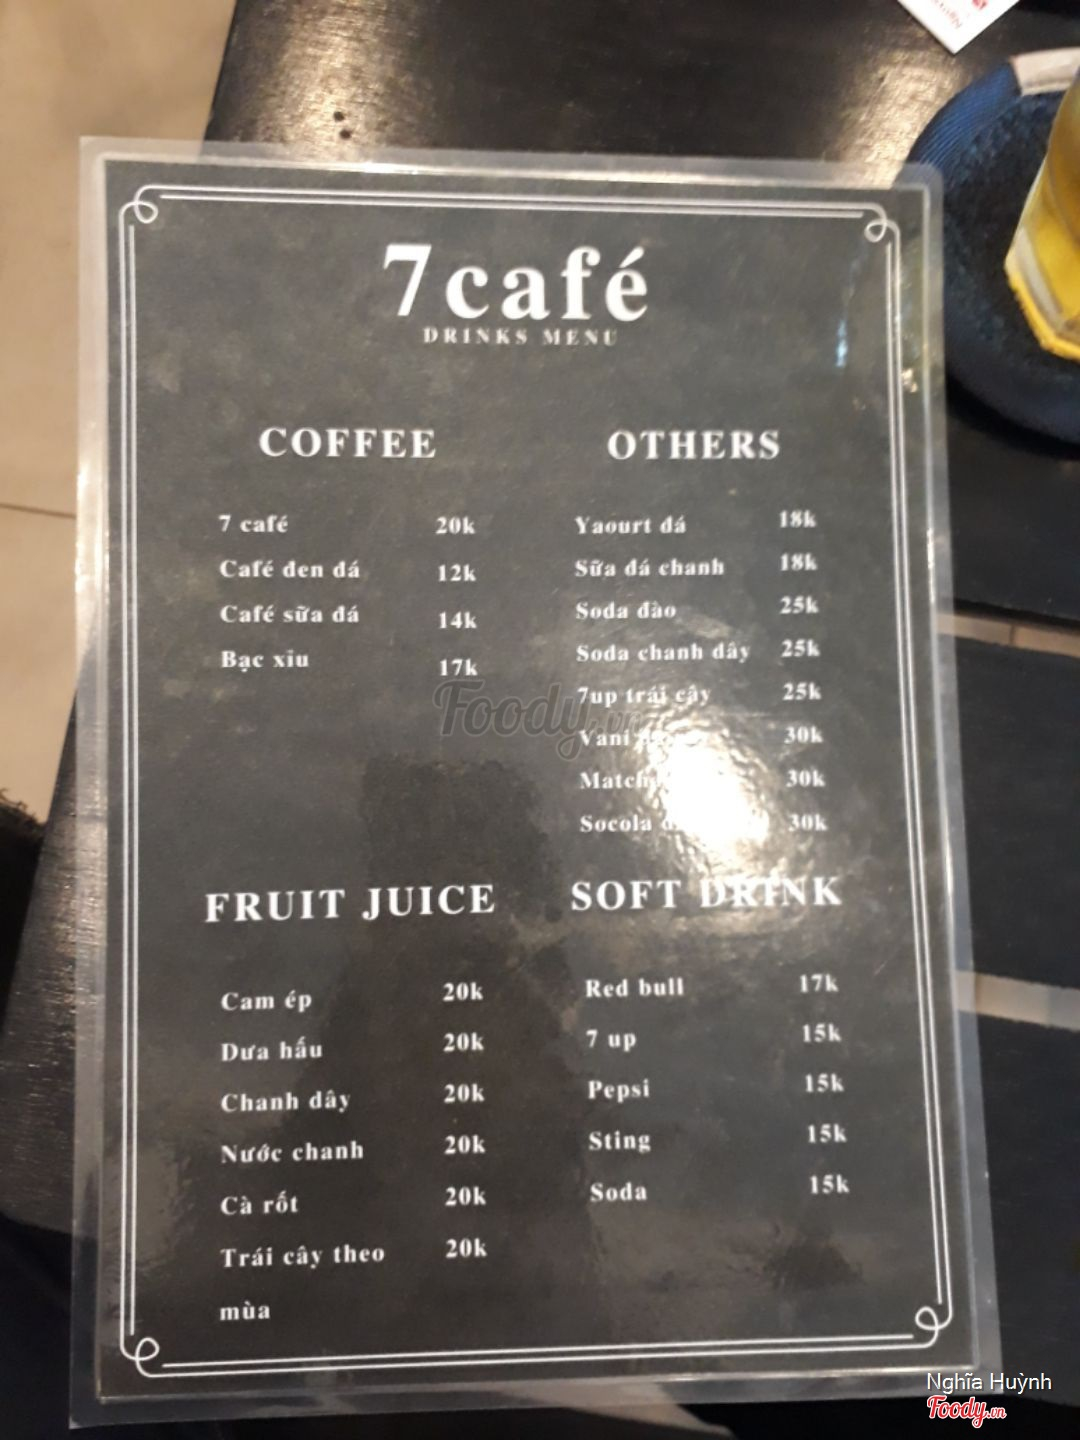 7café
DRINKS MENU
COFFEE
7 café 20k
Café đen đá 12k
Café sữa đá 14k
Bạc xỉu 17k
OTHERS
Yaourt đá 18k
Sữa đá chanh 18k
Soda đào 25k
Soda chanh dây 25k
7up trái cây 25k
Vani 30k
30k
Socola 30k
FRUIT JUICE
Cam ép 20k
Dưa hấu 20k
Chanh dây 20k
Nước chanh 20k
Cà rốt 20k
Trái cây theo 20k
mùa
SOFT DRINK
Red bull 17k
7 up 15k
Pepsi 15k
Sting 15k
Soda 15k
Foody.vn
Nghĩa Huỳnh
Foody.vn